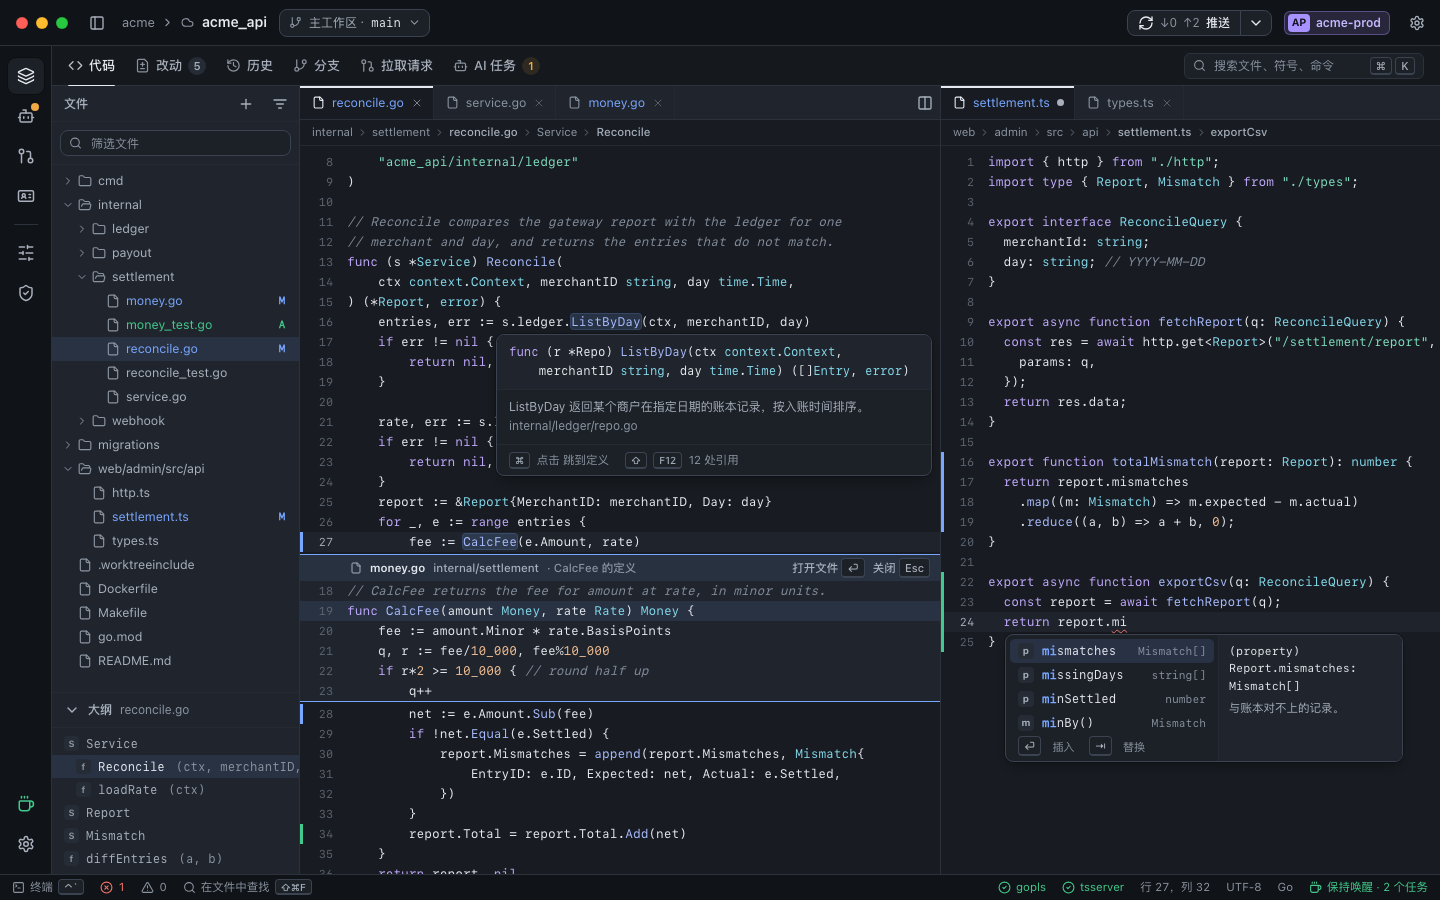 acme acme_api 主工作区 · main ↓0 ↑2 推送 AP acme-prod
代码 改动 5 历史 分支 拉取请求 AI 任务 1 搜索文件、符号、命令 ⌘ K
文件
筛选文件
cmd
internal
ledger
payout
settlement
money.go M
money_test.go A
reconcile.go M
reconcile_test.go
service.go
webhook
migrations
web/admin/src/api
http.ts
settlement.ts M
types.ts
.worktreeinclude
Dockerfile
Makefile
go.mod
README.md
大纲 reconcile.go
S Service
f Reconcile (ctx, merchantID,
f loadRate (ctx)
S Report
S Mismatch
f diffEntries (a, b)
reconcile.go service.go money.go
internal settlement reconcile.go Service Reconcile
8 "acme_api/internal/ledger"
9 )
10
11 // Reconcile compares the gateway report with the ledger for one
12 // merchant and day, and returns the entries that do not match.
13 func (s *Service) Reconcile(
14 ctx context.Context, merchantID string, day time.Time,
15 ) (*Report, error) {
16 entries, err := s.ledger.ListByDay(ctx, merchantID, day)
17 if err != nil {
18 return nil,
19 }
20
21 rate, err := s.
22 if err != nil {
23 return nil,
24 }
25 report := &Report{MerchantID: merchantID, Day: day}
26 for _, e := range entries {
27 fee := CalcFee(e.Amount, rate)
func (r *Repo) ListByDay(ctx context.Context,
merchantID string, day time.Time) ([]Entry, error)
ListByDay 返回某个商户在指定日期的账本记录，按入账时间排序。
internal/ledger/repo.go
⌘ 点击 跳到定义 F12 12 处引用
money.go internal/settlement · CalcFee 的定义 打开文件 关闭 Esc
18 // CalcFee returns the fee for amount at rate, in minor units.
19 func CalcFee(amount Money, rate Rate) Money {
20 fee := amount.Minor * rate.BasisPoints
21 q, r := fee/10_000, fee%10_000
22 if r*2 >= 10_000 { // round half up
23 q++
28 net := e.Amount.Sub(fee)
29 if !net.Equal(e.Settled) {
30 report.Mismatches = append(report.Mismatches, Mismatch{
31 EntryID: e.ID, Expected: net, Actual: e.Settled,
32 })
33 }
34 report.Total = report.Total.Add(net)
35 }
36 return report, nil
settlement.ts types.ts
web admin src api settlement.ts exportCsv
1 import { http } from "./http";
2 import type { Report, Mismatch } from "./types";
3
4 export interface ReconcileQuery {
5 merchantId: string;
6 day: string; // YYYY-MM-DD
7 }
8
9 export async function fetchReport(q: ReconcileQuery) {
10 const res = await http.get<Report>("/settlement/report",
11 params: q,
12 });
13 return res.data;
14 }
15
16 export function totalMismatch(report: Report): number {
17 return report.mismatches
18 .map((m: Mismatch) => m.expected - m.actual)
19 .reduce((a, b) => a + b, 0);
20 }
21
22 export async function exportCsv(q: ReconcileQuery) {
23 const report = await fetchReport(q);
24 return report.mi
25 }
p mismatches Mismatch[]
p missingDays string[]
p minSettled number
m minBy() Mismatch
插入 替换
(property)
Report.mismatches:
Mismatch[]
与账本对不上的记录。
终端 ⌃` 1 0 在文件中查找 ⇧⌘F gopls tsserver 行 27，列 32 UTF-8 Go 保持唤醒 · 2 个任务